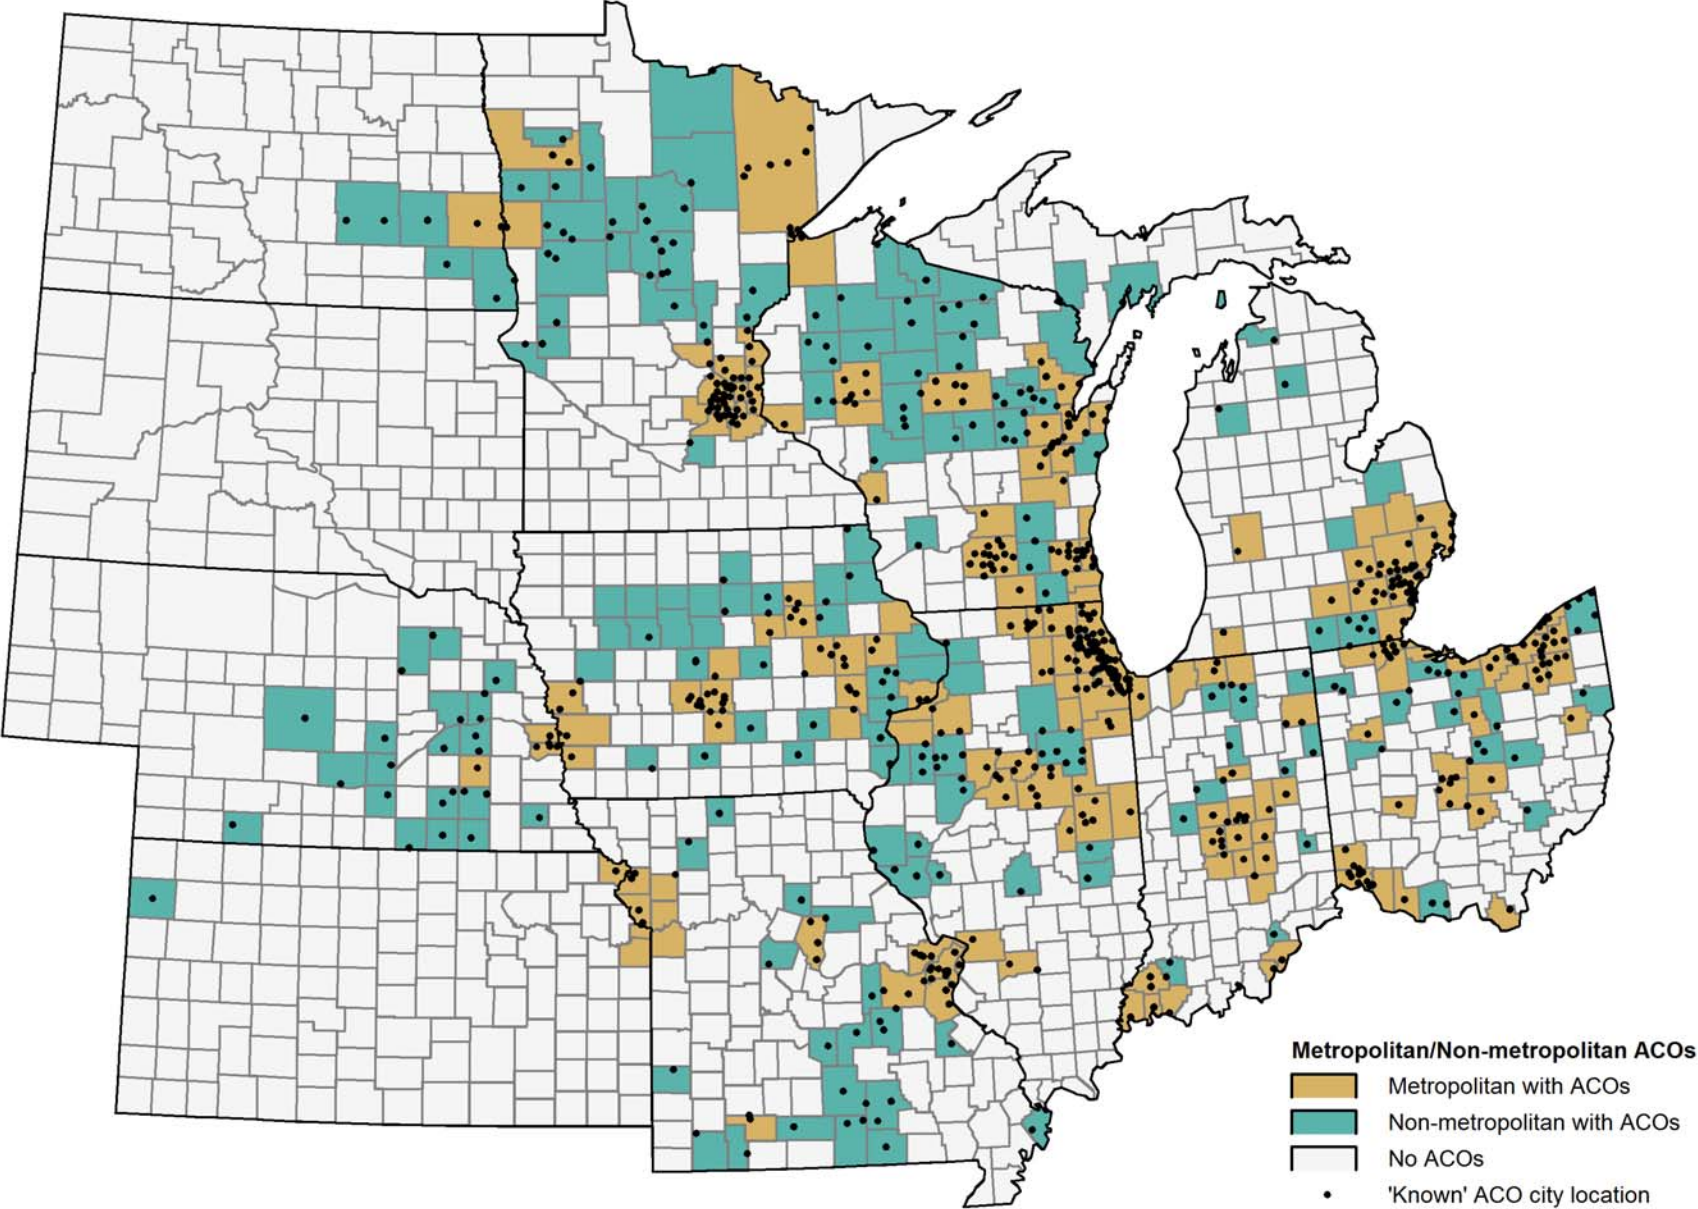 Metropolitan/Non-metropolitan ACOs
Metropolitan with ACOs
Non-metropolitan with ACOs
No ACOs
'Known' ACO city location